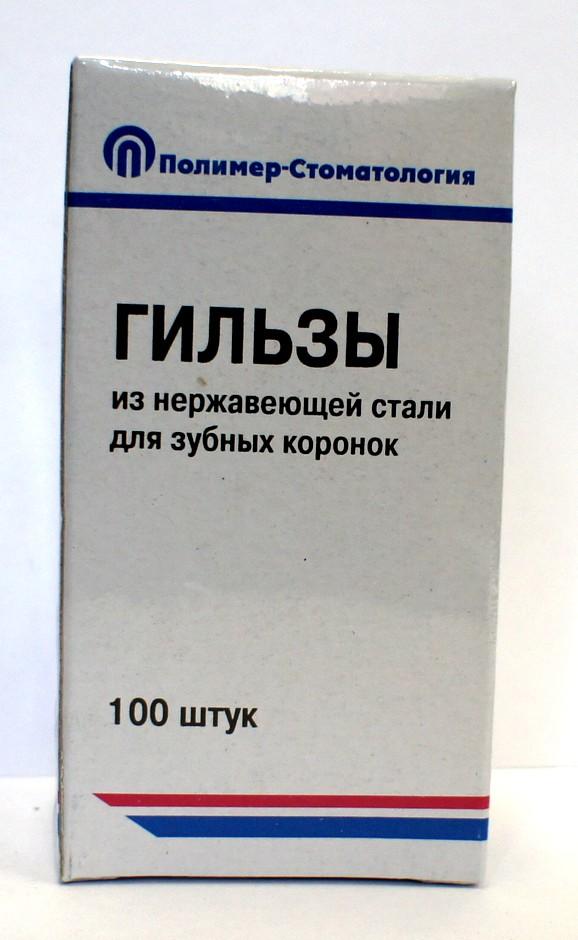 Полимер-Стоматология
ГИЛЬЗЫ
из нержавеющей стали
для зубных коронок
100 штук